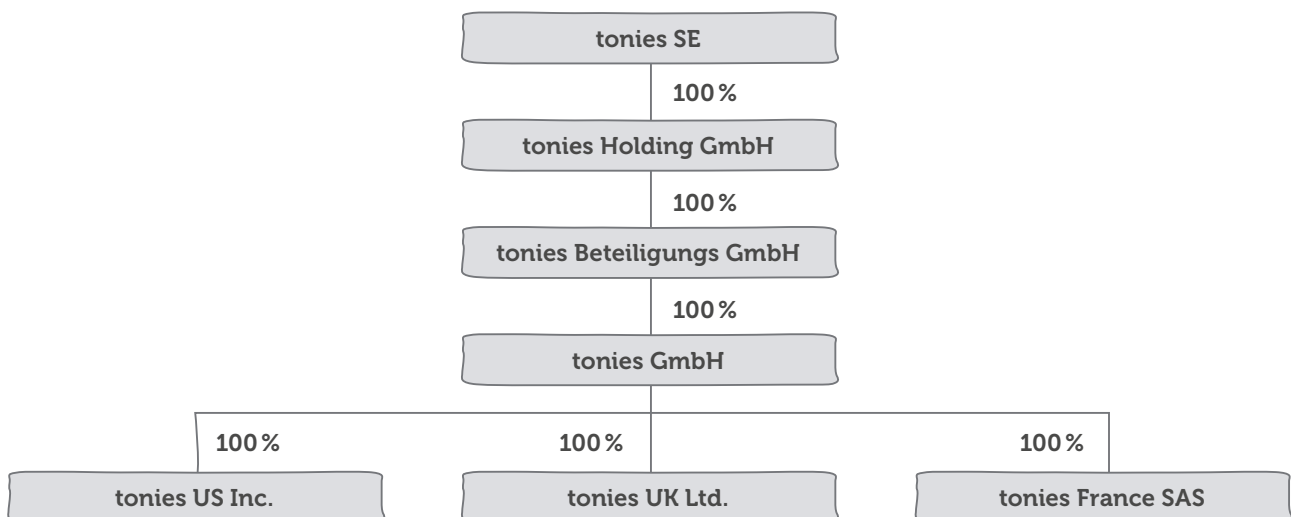 tonies SE
100 %
tonies Holding GmbH
100 %
tonies Beteiligungs GmbH
100 %
tonies GmbH
100 % 100 % 100 %
tonies US Inc. tonies UK Ltd. tonies France SAS